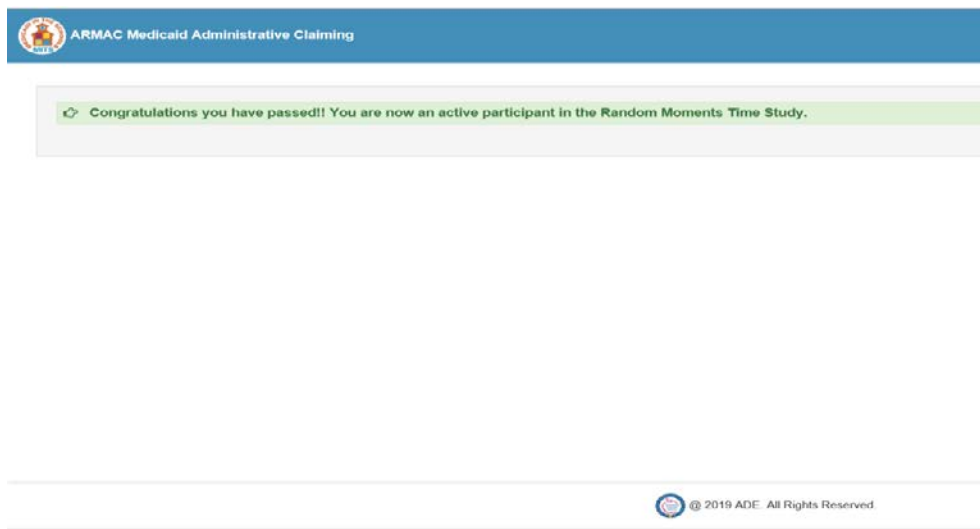 ARMAC Medicaid Administrative Claiming
Congratulations you have passed!! You are now an active participant in the Random Moments Time Study.
@ 2019 ADE. All Rights Reserved.